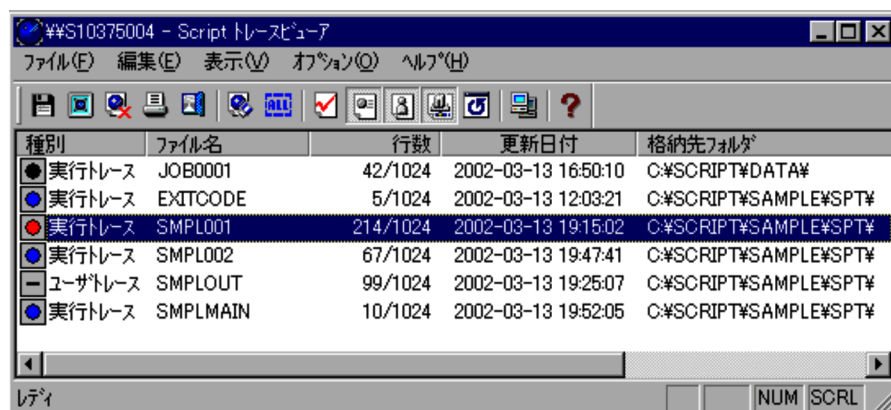 ¥¥S10375004 - Script ﾄﾚｰｽﾋﾞｭｰｱ
ﾌｧｲﾙ(F) 編集(E) 表示(V) ｵﾌﾟｼｮﾝ(O) ﾍﾙﾌﾟ(H)
ALL
種別 ﾌｧｲﾙ名 行数 更新日付 格納先ﾌｫﾙﾀﾞ
実行ﾄﾚｰｽ JOB0001 42/1024 2002-03-13 16:50:10 C:¥SCRIPT¥DATA¥
実行ﾄﾚｰｽ EXITCODE 5/1024 2002-03-13 12:03:21 C:¥SCRIPT¥SAMPLE¥SPT¥
実行ﾄﾚｰｽ SMPL001 214/1024 2002-03-13 19:15:02 C:¥SCRIPT¥SAMPLE¥SPT¥
実行ﾄﾚｰｽ SMPL002 67/1024 2002-03-13 19:47:41 C:¥SCRIPT¥SAMPLE¥SPT¥
ﾕｰｻﾞﾄﾚｰｽ SMPLOUT 99/1024 2002-03-13 19:25:07 C:¥SCRIPT¥SAMPLE¥SPT¥
実行ﾄﾚｰｽ SMPLMAIN 10/1024 2002-03-13 19:52:05 C:¥SCRIPT¥SAMPLE¥SPT¥
ﾚﾃﾞｨ NUM SCRL